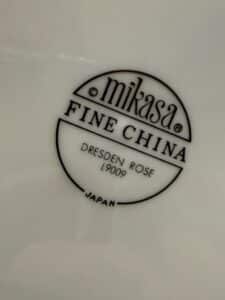 © mikasa ®
FINE CHINA
DRESDEN ROSE
L9009
JAPAN